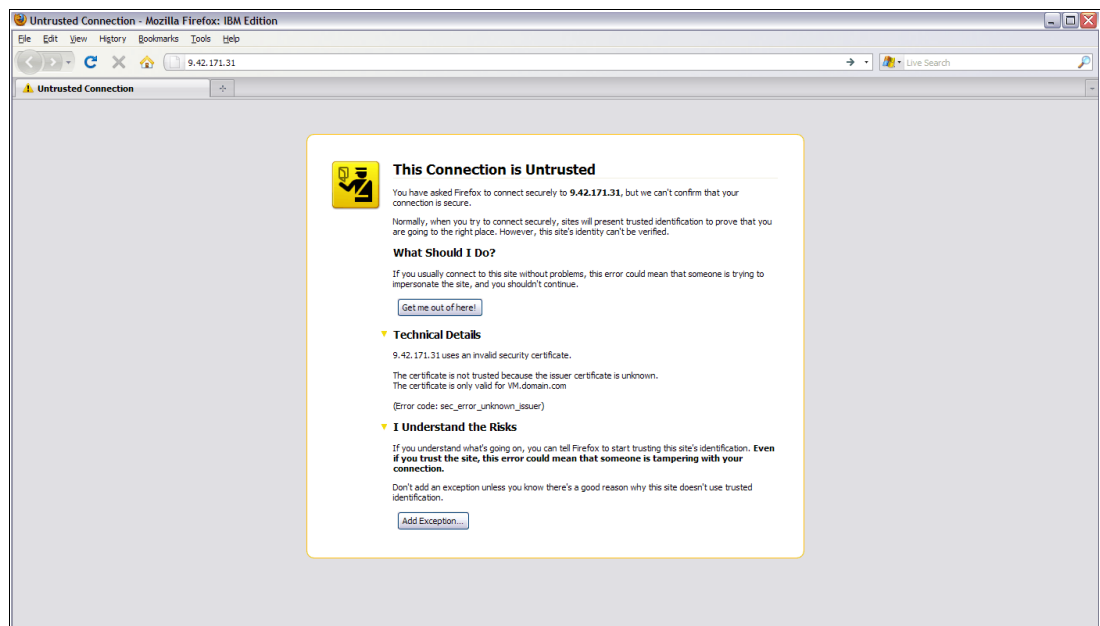 Untrusted Connection - Mozilla Firefox: IBM Edition
File Edit View History Bookmarks Tools Help
9.42.171.31
Live Search
Untrusted Connection
This Connection is Untrusted
You have asked Firefox to connect securely to 9.42.171.31, but we can't confirm that your
connection is secure.
Normally, when you try to connect securely, sites will present trusted identification to prove that you
are going to the right place. However, this site's identity can't be verified.
What Should I Do?
If you usually connect to this site without problems, this error could mean that someone is trying to
impersonate the site, and you shouldn't continue.
Get me out of here!
Technical Details
9.42.171.31 uses an invalid security certificate.
The certificate is not trusted because the issuer certificate is unknown.
The certificate is only valid for VM.domain.com
(Error code: sec_error_unknown_issuer)
I Understand the Risks
If you understand what's going on, you can tell Firefox to start trusting this site's identification. Even
if you trust the site, this error could mean that someone is tampering with your
connection.
Don't add an exception unless you know there's a good reason why this site doesn't use trusted
identification.
Add Exception...